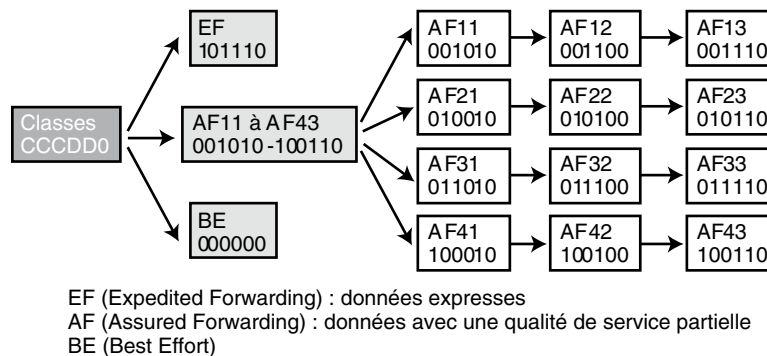 Classes
CCCDD0
EF
101110
AF11 à AF43
001010 -100110
BE
000000
AF11
001010
AF12
001100
AF13
001110
AF21
010010
AF22
010100
AF23
010110
AF31
011010
AF32
011100
AF33
011110
AF41
100010
AF42
100100
AF43
100110
EF (Expedited Forwarding) : données expresses
AF (Assured Forwarding) : données avec une qualité de service partielle
BE (Best Effort)